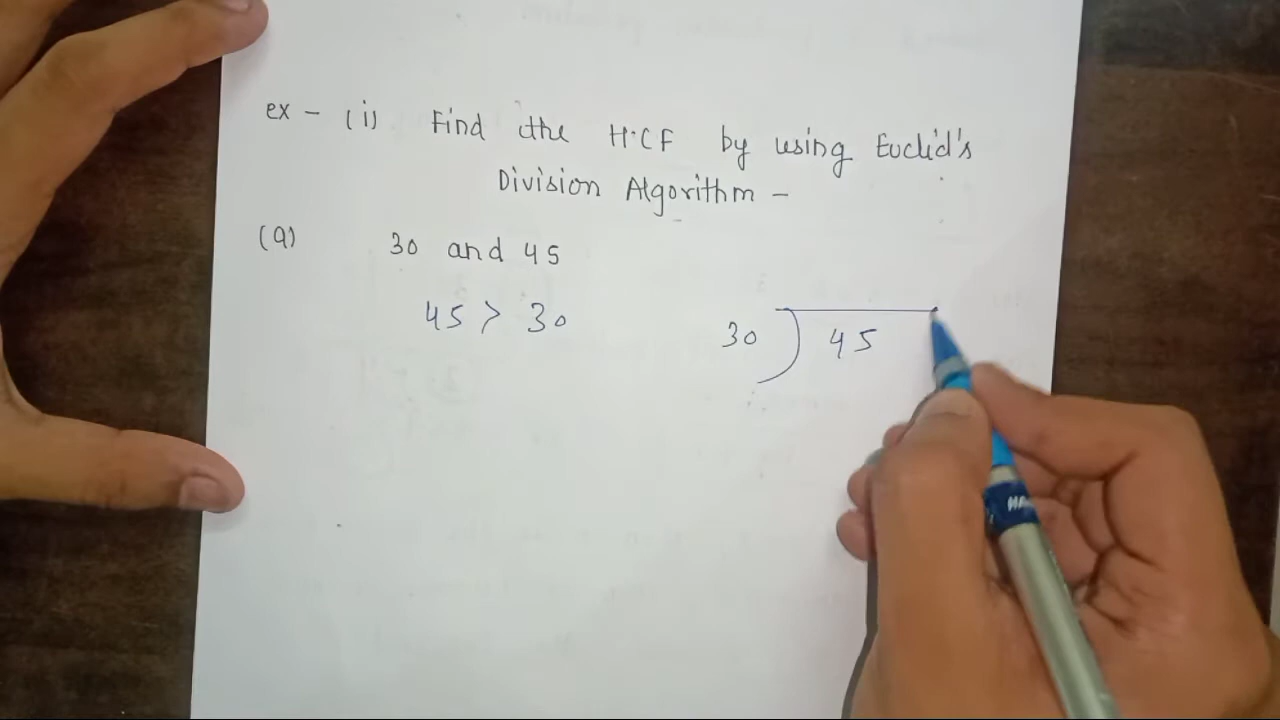 ex - (i) Find the H.C.F by using Euclid's
Division Algorithm -
(a) 30 and 45
45 > 30
30 ) 45